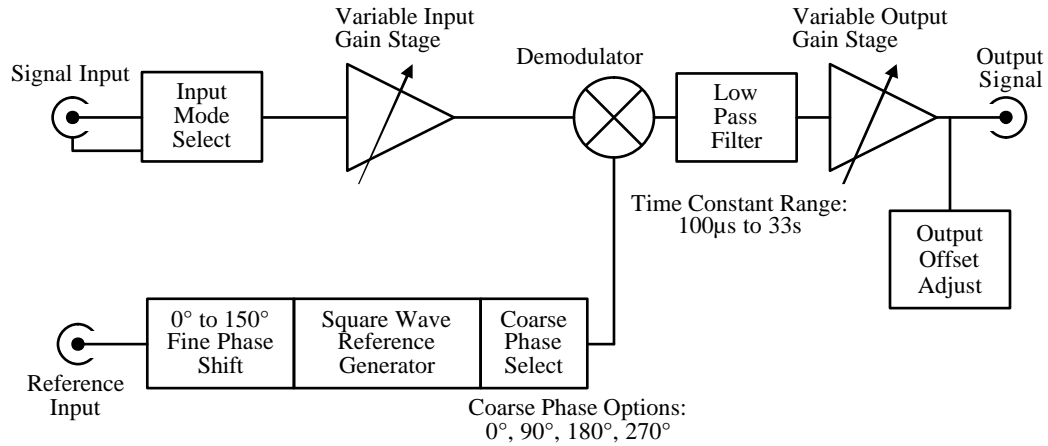 Variable Input
Gain Stage
Variable Output
Gain Stage
Output
Signal
Signal Input
Demodulator
Input
Mode
Select
Low
Pass
Filter
Time Constant Range:
100µs to 33s
Output
Offset
Adjust
0° to 150°
Fine Phase
Shift
Square Wave
Reference
Generator
Coarse
Phase
Select
Reference
Input
Coarse Phase Options:
0°, 90°, 180°, 270°